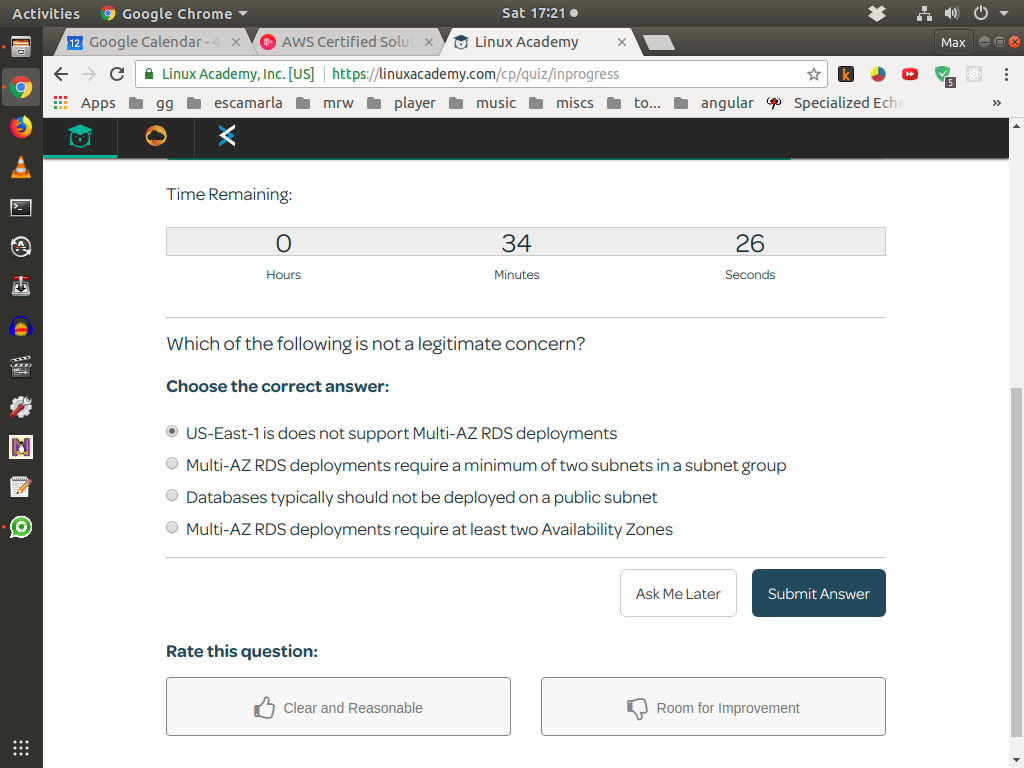 Activities Google Chrome Sat 17:21
Google Calendar - 4 AWS Certified Solut Linux Academy Max
Linux Academy, Inc. [US] https://linuxacademy.com/cp/quiz/inprogress
5
Apps gg escamarla mrw player music miscs to... angular Specialized Eche »
Time Remaining:
0 34 26
Hours Minutes Seconds
Which of the following is not a legitimate concern?
Choose the correct answer:
US-East-1 is does not support Multi-AZ RDS deployments
Multi-AZ RDS deployments require a minimum of two subnets in a subnet group
Databases typically should not be deployed on a public subnet
Multi-AZ RDS deployments require at least two Availability Zones
Ask Me Later Submit Answer
Rate this question:
Clear and Reasonable Room for Improvement